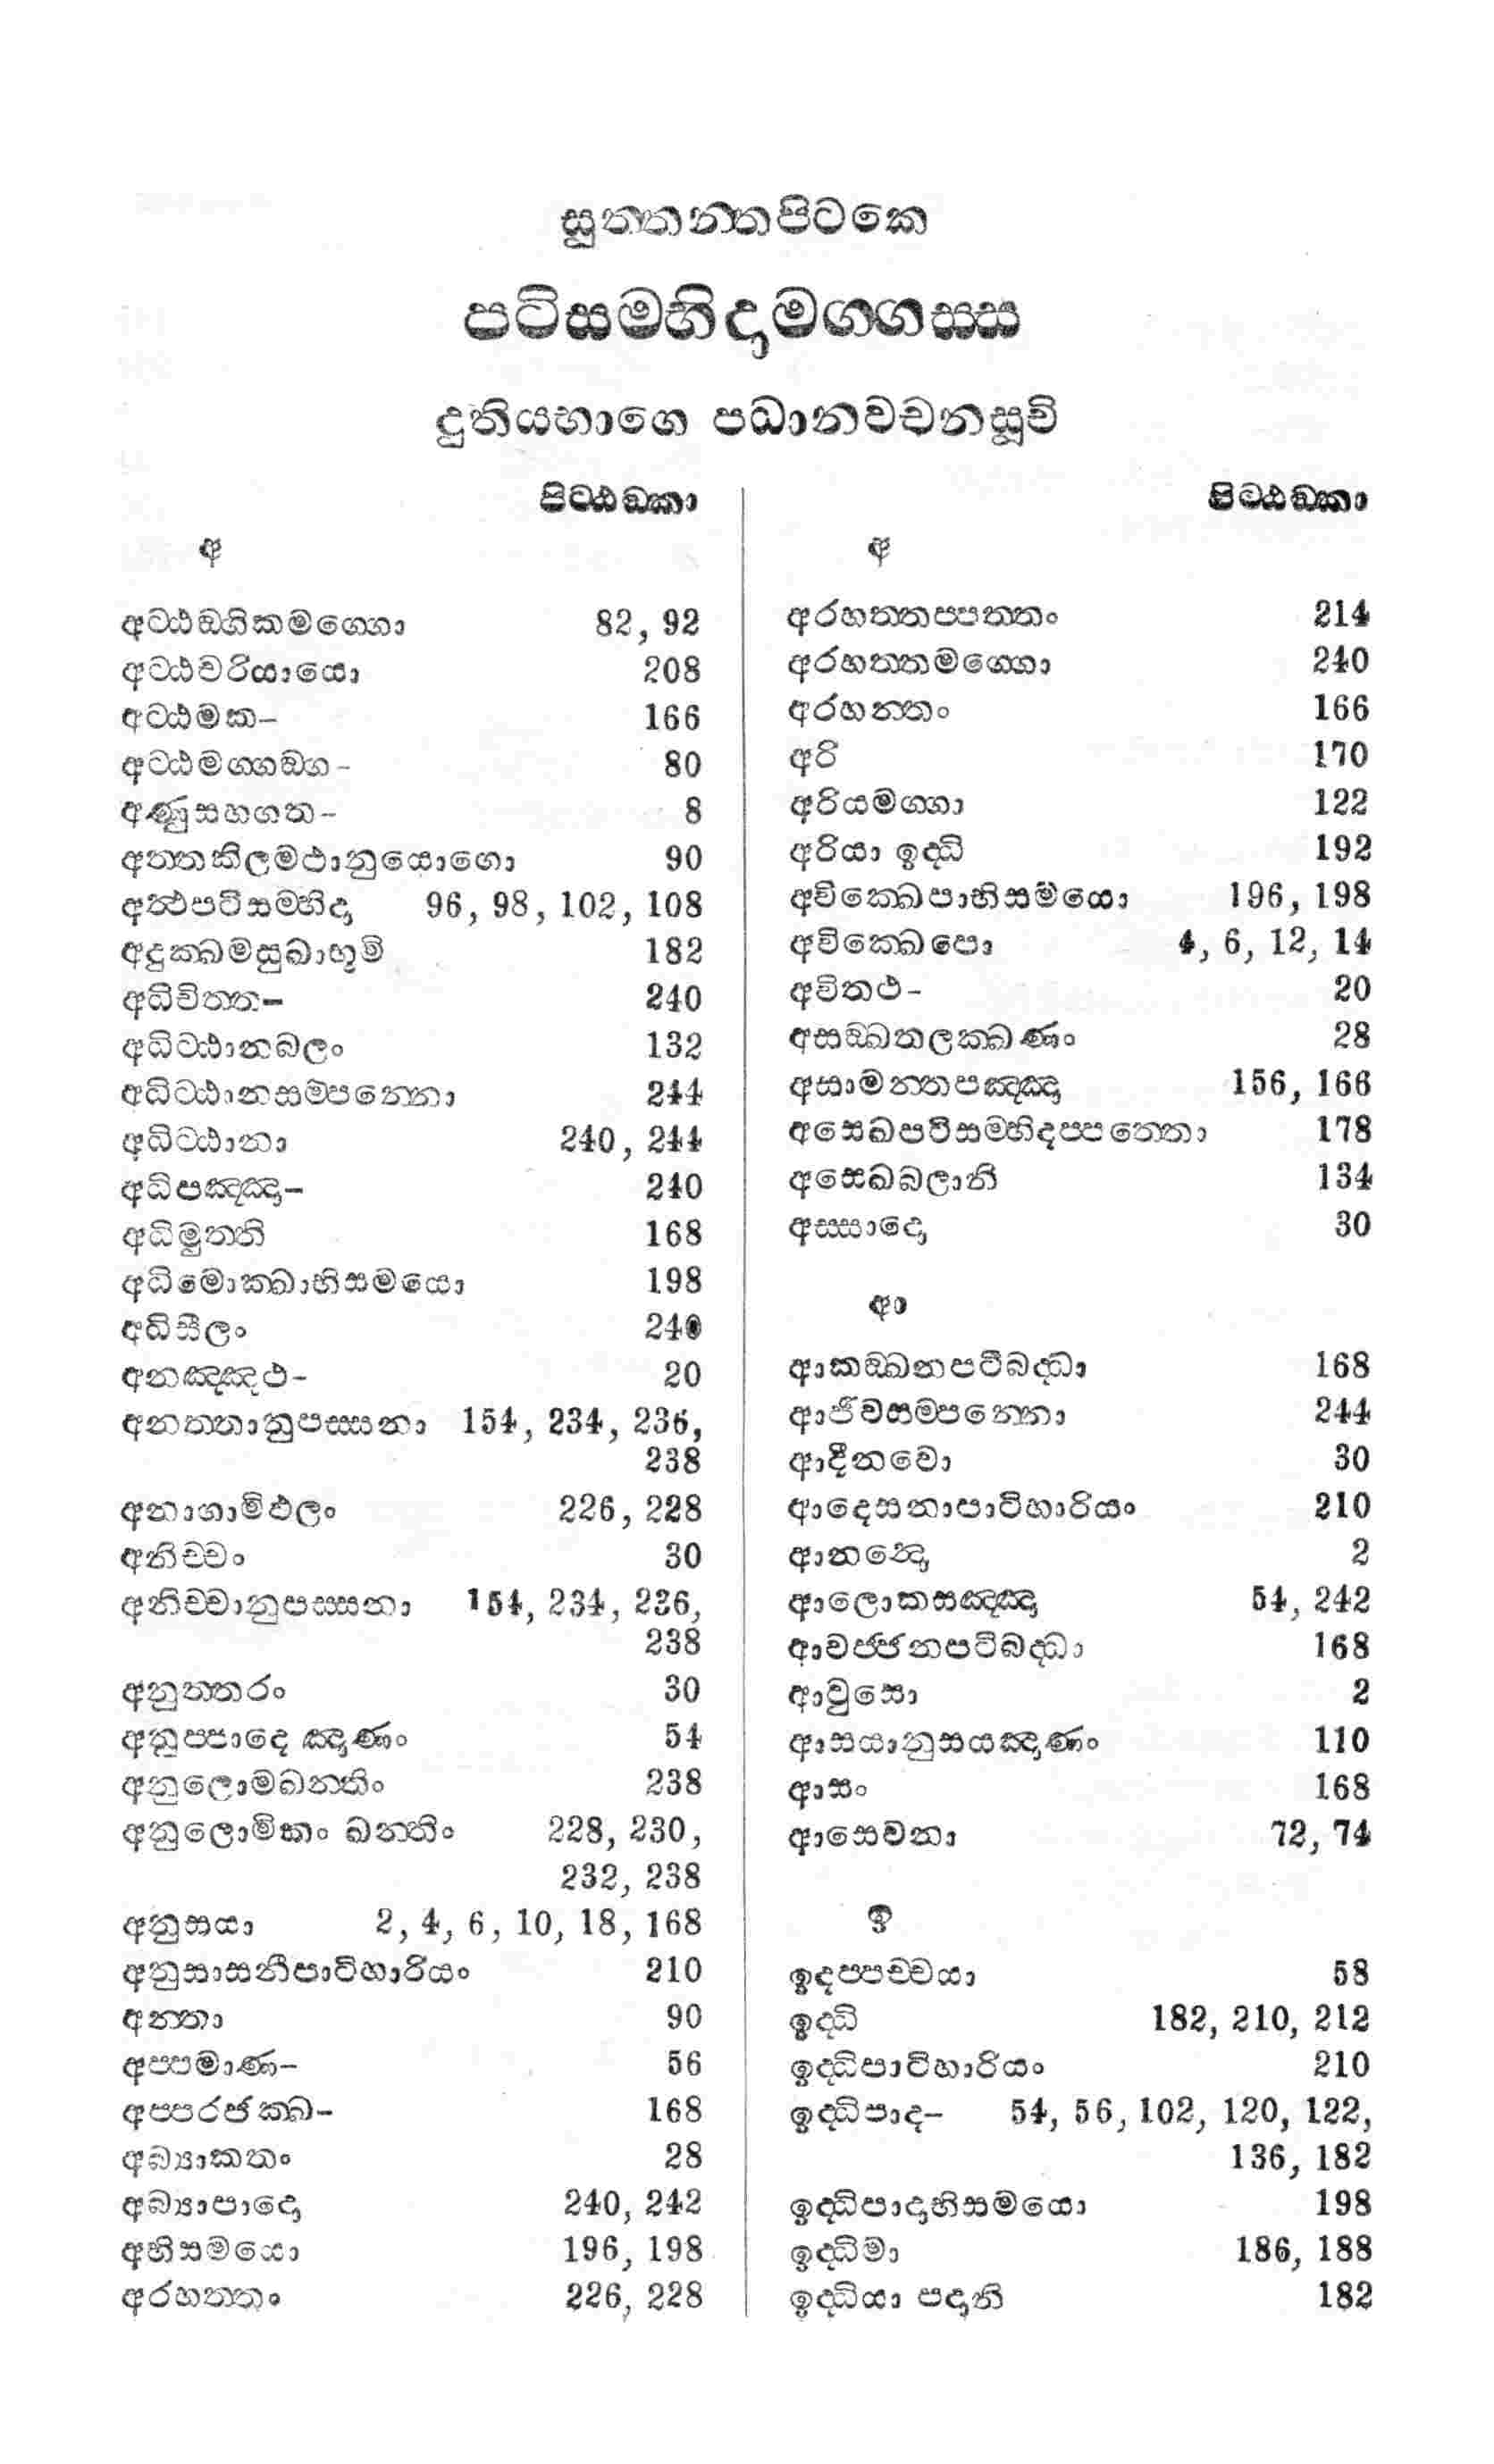 සුත්තන්තපිටකෙ
පටිසම්භිදාමග්ගස්ස
දුතියභාගෙ පධානවචනසූචි
පිට්ඨඞ්කා
අ
අට්ඨඞ්ගිකමග්ගො 82, 92
අට්ඨචරියායො 208
අට්ඨමක- 166
අට්ඨමග්ගඞ්ග- 80
අණුසහගත- 8
අත්තකිලමථානුයොගො 90
අත්ථපටිසම්භිදා 96, 98, 102, 108
අදුක්ඛමසුඛාභූමි 182
අධිචිත්ත- 240
අධිට්ඨානබලං 132
අධිට්ඨානසම්පන්නො 244
අධිට්ඨානා 240, 244
අධිපඤ්ඤා- 240
අධිමුත්ති 168
අධිමොක්ඛාභිසමයො 198
අධිසීලං 240
අනඤ්ඤථ- 20
අනත්තානුපස්සනා 154, 234, 236,
238
අනාගාමිඵලං 226, 228
අනිච්චං 30
අනිච්චානුපස්සනා 154, 234, 236,
238
අනුත්තරං 30
අනුප්පාදෙ ඤාණං 54
අනුලොමඛන්තිං 238
අනුලොමිකං ඛන්තිං 228, 230,
232, 238
අනුසයා 2, 4, 6, 10, 18, 168
අනුසාසනීපාටිහාරියං 210
අන්තා 90
අප්පමාණ- 56
අප්පරජක්ඛ- 168
අබ්‍යාකතං 28
අබ්‍යාපාදො 240, 242
අභිසමයො 196, 198
අරහත්තං 226, 228
පිට්ඨඞ්කා
අ
අරහත්තප්පත්තං 214
අරහත්තමග්ගො 240
අරහන්තං 166
අරි 170
අරියමග්ගා 122
අරියා ඉද්ධි 192
අවික්ඛෙපාභිසමයො 196, 198
අවික්ඛෙපො 4, 6, 12, 14
අවිතථ- 20
අසඞ්ඛතලක්ඛණං 28
අසාමන්තපඤ්ඤා 156, 166
අසෙඛපටිසම්භිදප්පත්තො 178
අසෙඛබලානි 134
අස්සාදො 30
ආ
ආකඞ්ඛනපටිබද්ධා 168
ආජීවසම්පන්නො 244
ආදීනවො 30
ආදෙසනාපාටිහාරියං 210
ආනන්දො 2
ආලොකසඤ්ඤා 54, 242
ආවජ්ජනපටිබද්ධා 168
ආවුසො 2
ආසයානුසයඤාණං 110
ආසං 168
ආසෙවනා 72, 74
ඉ
ඉදප්පච්චයා 58
ඉද්ධි 182, 210, 212
ඉද්ධිපාටිහාරියං 210
ඉද්ධිපාද- 54, 56, 102, 120, 122,
136, 182
ඉද්ධිපාදාභිසමයො 198
ඉද්ධිමා 186, 188
ඉද්ධියා පදානි 182